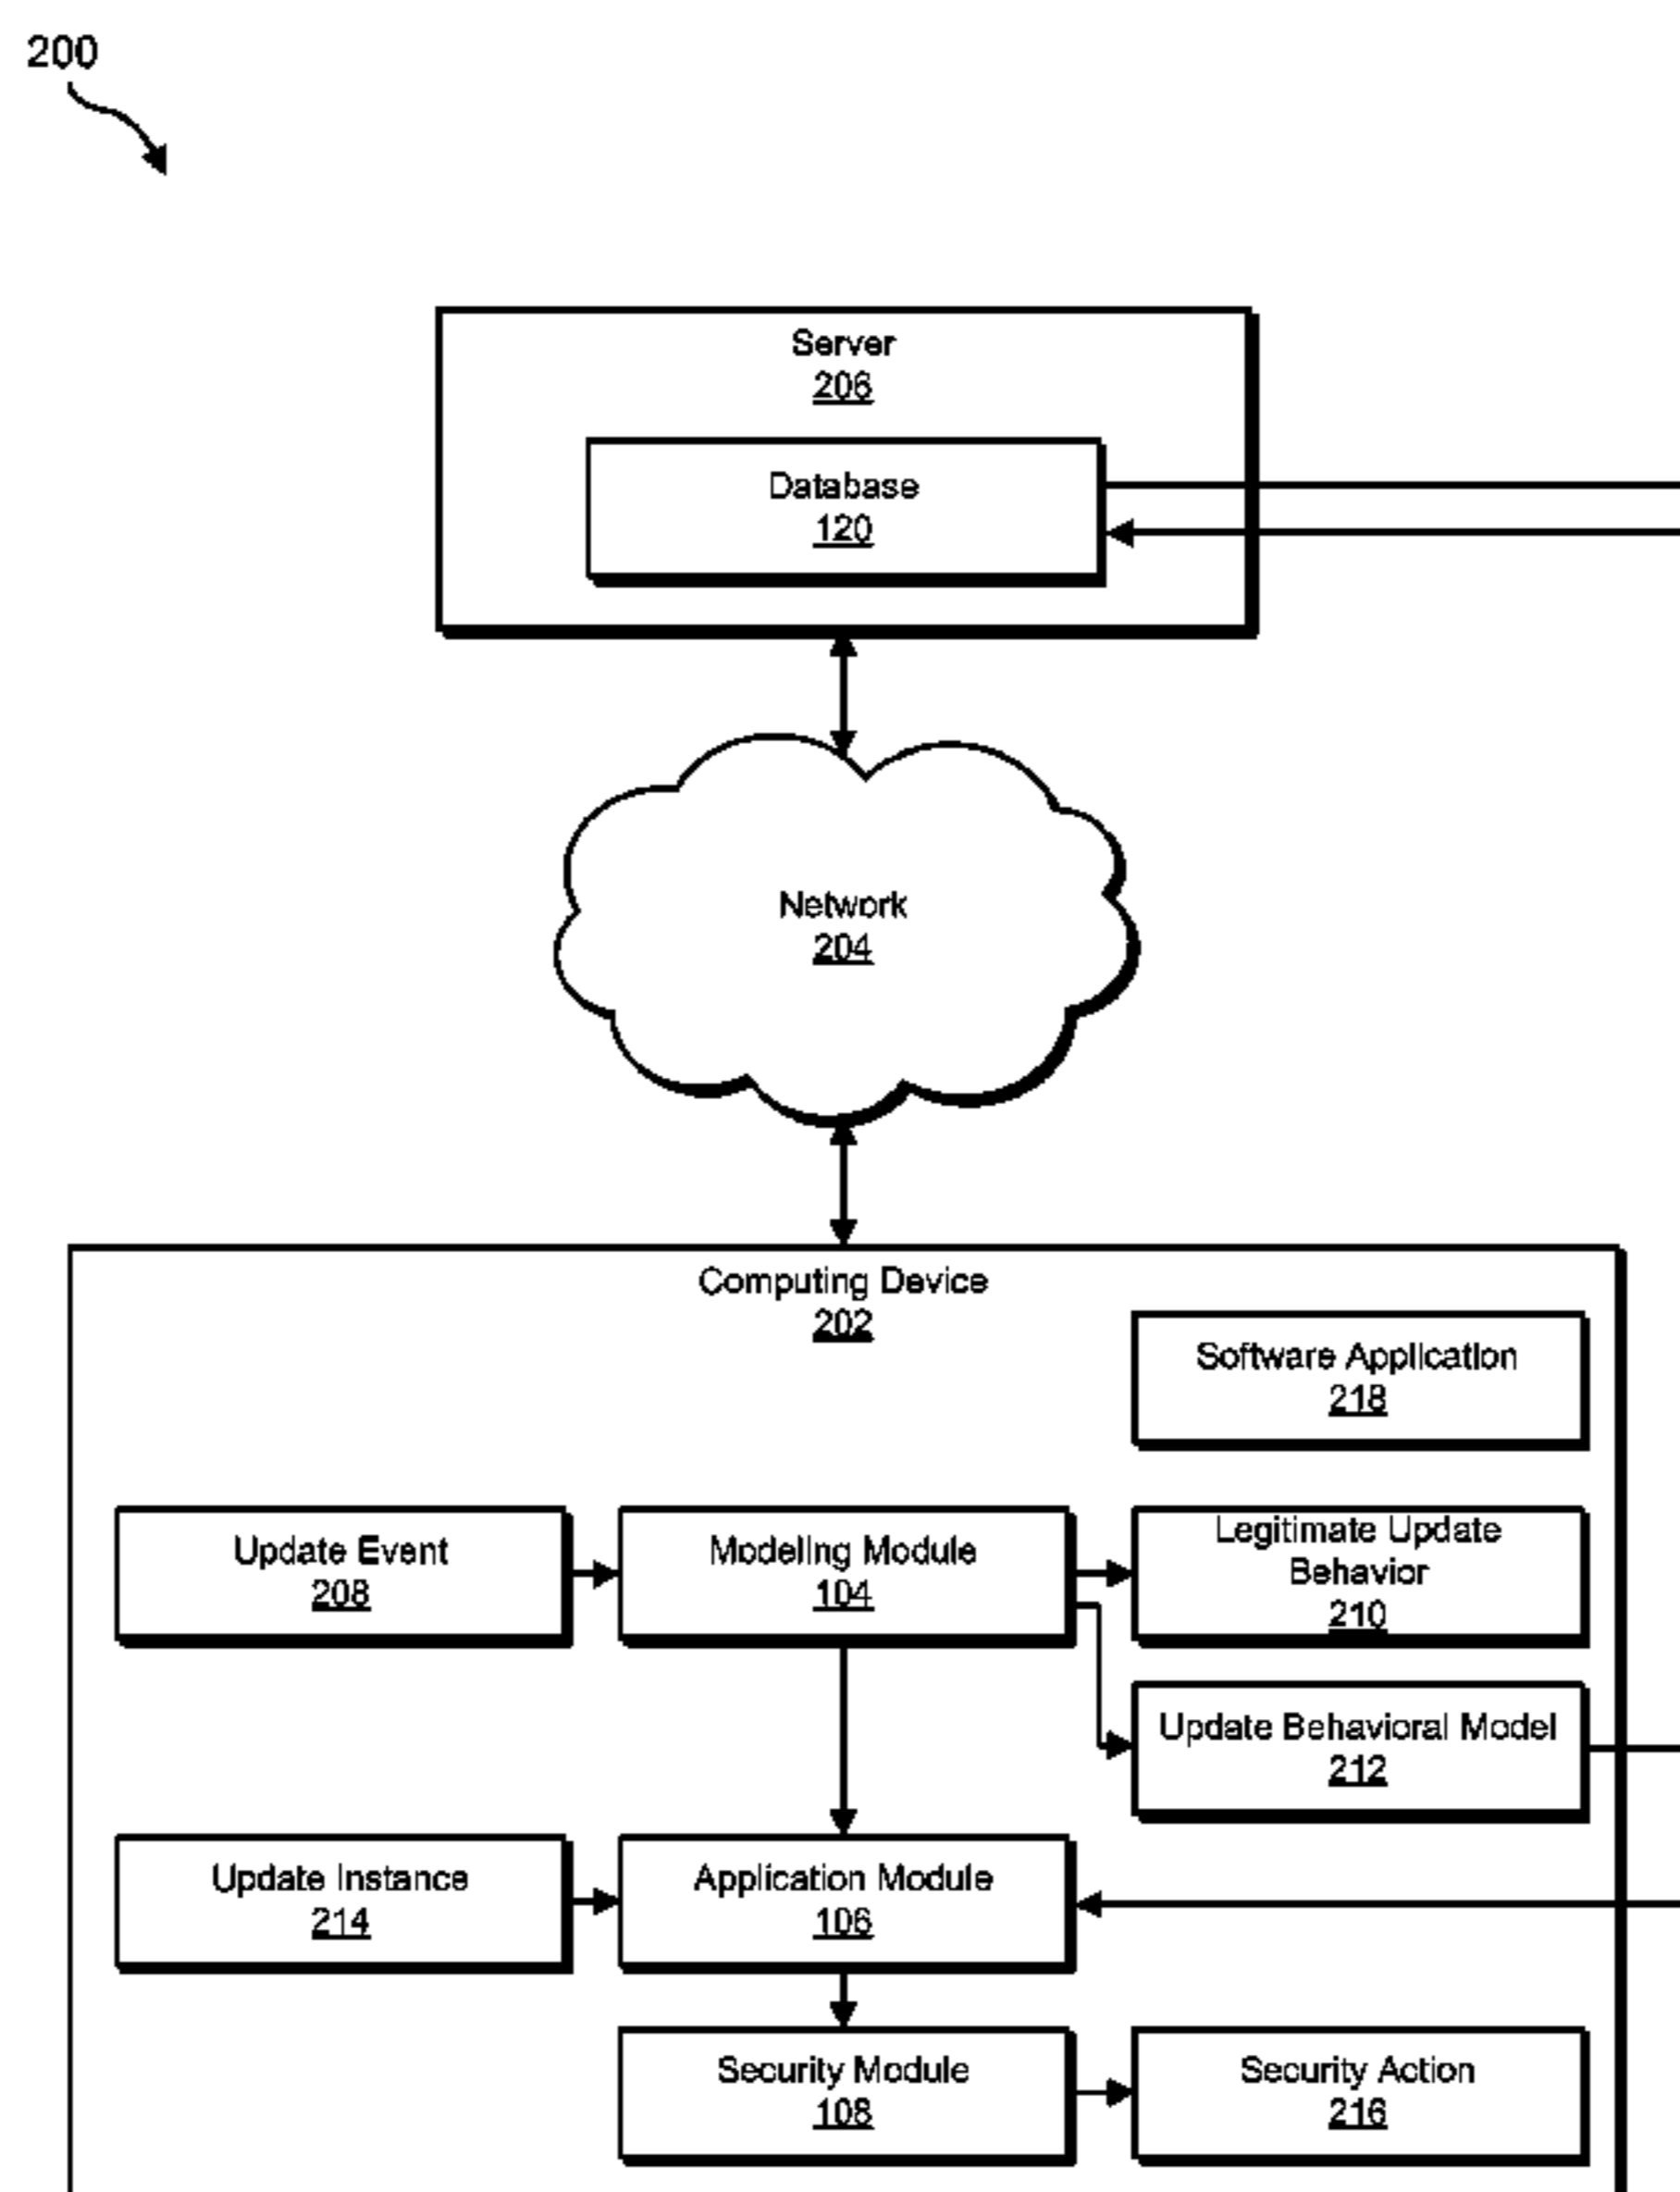 200
Server
206
Database
120
Network
204
Computing Device
202
Software Application
218
Update Event
208
Modeling Module
104
Legitimate Update
Behavior
210
Update Behavioral Model
212
Update Instance
214
Application Module
106
Security Module
108
Security Action
216